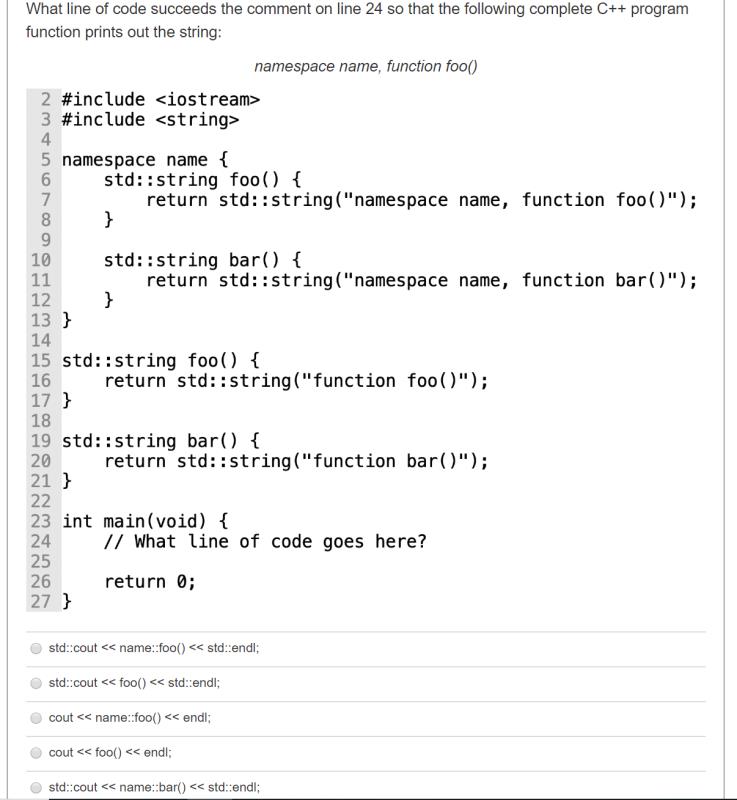 What line of code succeeds the comment on line 24 so that the following complete C++ program
function prints out the string:
namespace name, function foo()
2 #include <iostream>
3 #include <string>
4
5 namespace name {
6     std::string foo() {
7         return std::string("namespace name, function foo()");
8     }
9
10     std::string bar() {
11         return std::string("namespace name, function bar()");
12     }
13 }
14
15 std::string foo() {
16     return std::string("function foo()");
17 }
18
19 std::string bar() {
20     return std::string("function bar()");
21 }
22
23 int main(void) {
24     // What line of code goes here?
25
26     return 0;
27 }
std::cout << name::foo() << std::endl;
std::cout << foo() << std::endl;
cout << name::foo() << endl;
cout << foo() << endl;
std::cout << name::bar() << std::endl;